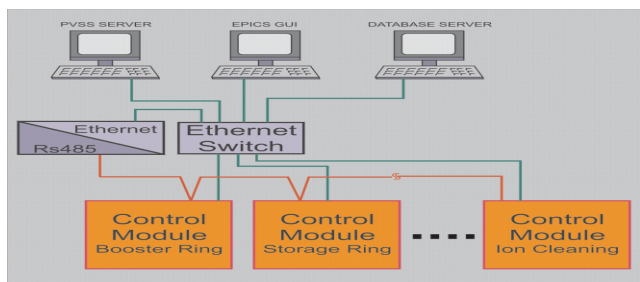 PVSS SERVER
EPICS GUI
DATABASE SERVER
Ethernet
Rs485
Ethernet
Switch
Control
Module
Booster Ring
Control
Module
Storage Ring
Control
Module
Ion Cleaning